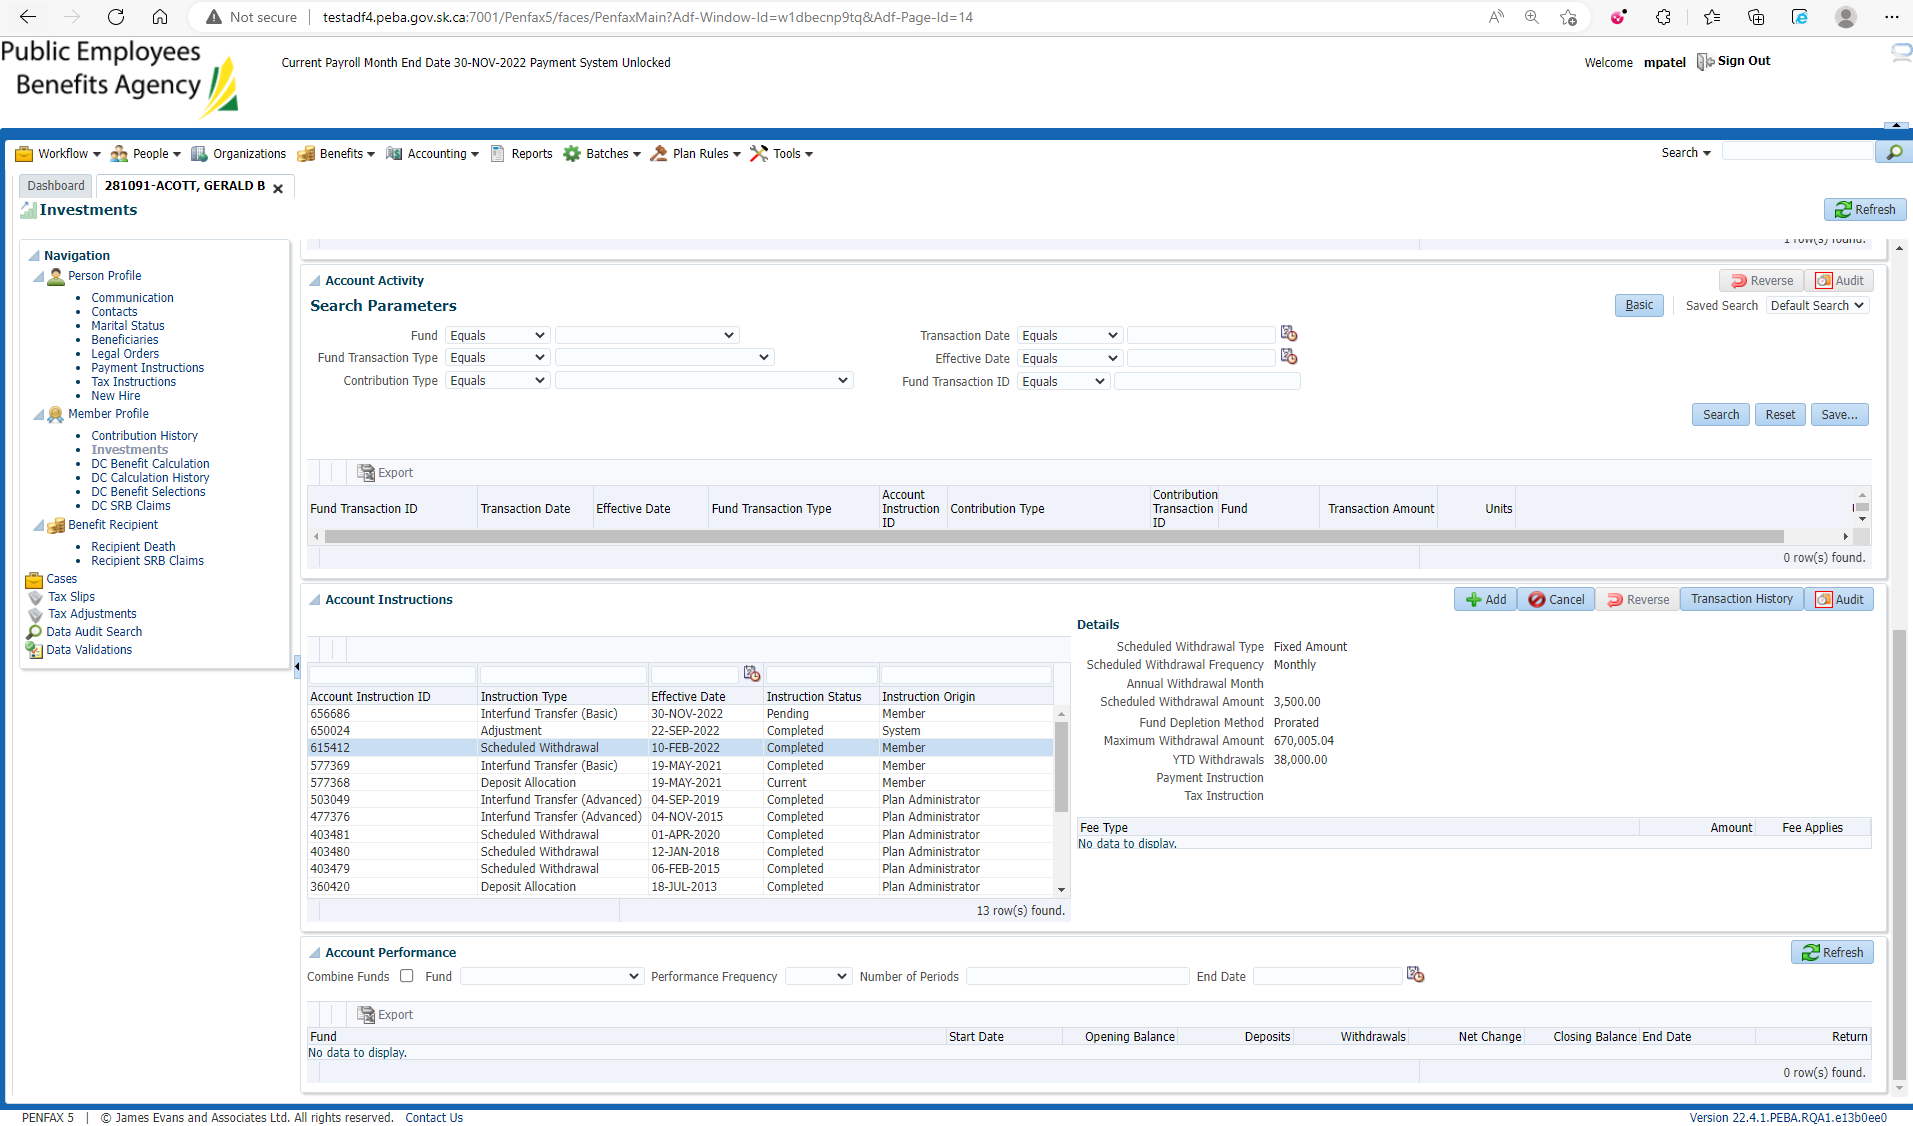 Not secure | testadf4.peba.gov.sk.ca:7001/Penfax5/faces/PenfaxMain?Adf-Window-Id=w1dbecnp9tq&Adf-Page-Id=14
Public Employees
Benefits Agency
Current Payroll Month End Date 30-NOV-2022 Payment System Unlocked
Welcome mpatel Sign Out
Workflow People Organizations Benefits Accounting Reports Batches Plan Rules Tools Search
Dashboard 281091-ACOTT, GERALD B
Investments Refresh
Navigation
Person Profile
Communication
Contacts
Marital Status
Beneficiaries
Legal Orders
Payment Instructions
Tax Instructions
New Hire
Member Profile
Contribution History
Investments
DC Benefit Calculation
DC Calculation History
DC Benefit Selections
DC SRB Claims
Benefit Recipient
Recipient Death
Recipient SRB Claims
Cases
Tax Slips
Tax Adjustments
Data Audit Search
Data Validations
1 row(s) found.
Account Activity Reverse Audit
Search Parameters Basic Saved Search Default Search
Fund Equals Transaction Date Equals
Fund Transaction Type Equals Effective Date Equals
Contribution Type Equals Fund Transaction ID Equals
Search Reset Save...
Export
Fund Transaction ID Transaction Date Effective Date Fund Transaction Type Account Instruction ID Contribution Type Contribution Transaction ID Fund Transaction Amount Units
0 row(s) found.
Account Instructions Add Cancel Reverse Transaction History Audit
Account Instruction ID Instruction Type Effective Date Instruction Status Instruction Origin
656686 Interfund Transfer (Basic) 30-NOV-2022 Pending Member
650024 Adjustment 22-SEP-2022 Completed System
615412 Scheduled Withdrawal 10-FEB-2022 Completed Member
577369 Interfund Transfer (Basic) 19-MAY-2021 Completed Member
577368 Deposit Allocation 19-MAY-2021 Current Member
503049 Interfund Transfer (Advanced) 04-SEP-2019 Completed Plan Administrator
477376 Interfund Transfer (Advanced) 04-NOV-2015 Completed Plan Administrator
403481 Scheduled Withdrawal 01-APR-2020 Completed Plan Administrator
403480 Scheduled Withdrawal 12-JAN-2018 Completed Plan Administrator
403479 Scheduled Withdrawal 06-FEB-2015 Completed Plan Administrator
360420 Deposit Allocation 18-JUL-2013 Completed Plan Administrator
13 row(s) found.
Details
Scheduled Withdrawal Type Fixed Amount
Scheduled Withdrawal Frequency Monthly
Annual Withdrawal Month
Scheduled Withdrawal Amount 3,500.00
Fund Depletion Method Prorated
Maximum Withdrawal Amount 670,005.04
YTD Withdrawals 38,000.00
Payment Instruction
Tax Instruction
Fee Type Amount Fee Applies
No data to display.
Account Performance Refresh
Combine Funds Fund Performance Frequency Number of Periods End Date
Export
Fund Start Date Opening Balance Deposits Withdrawals Net Change Closing Balance End Date Return
No data to display.
0 row(s) found.
PENFAX 5 | © James Evans and Associates Ltd. All rights reserved. Contact Us Version 22.4.1.PEBA.RQA1.e13b0ee0